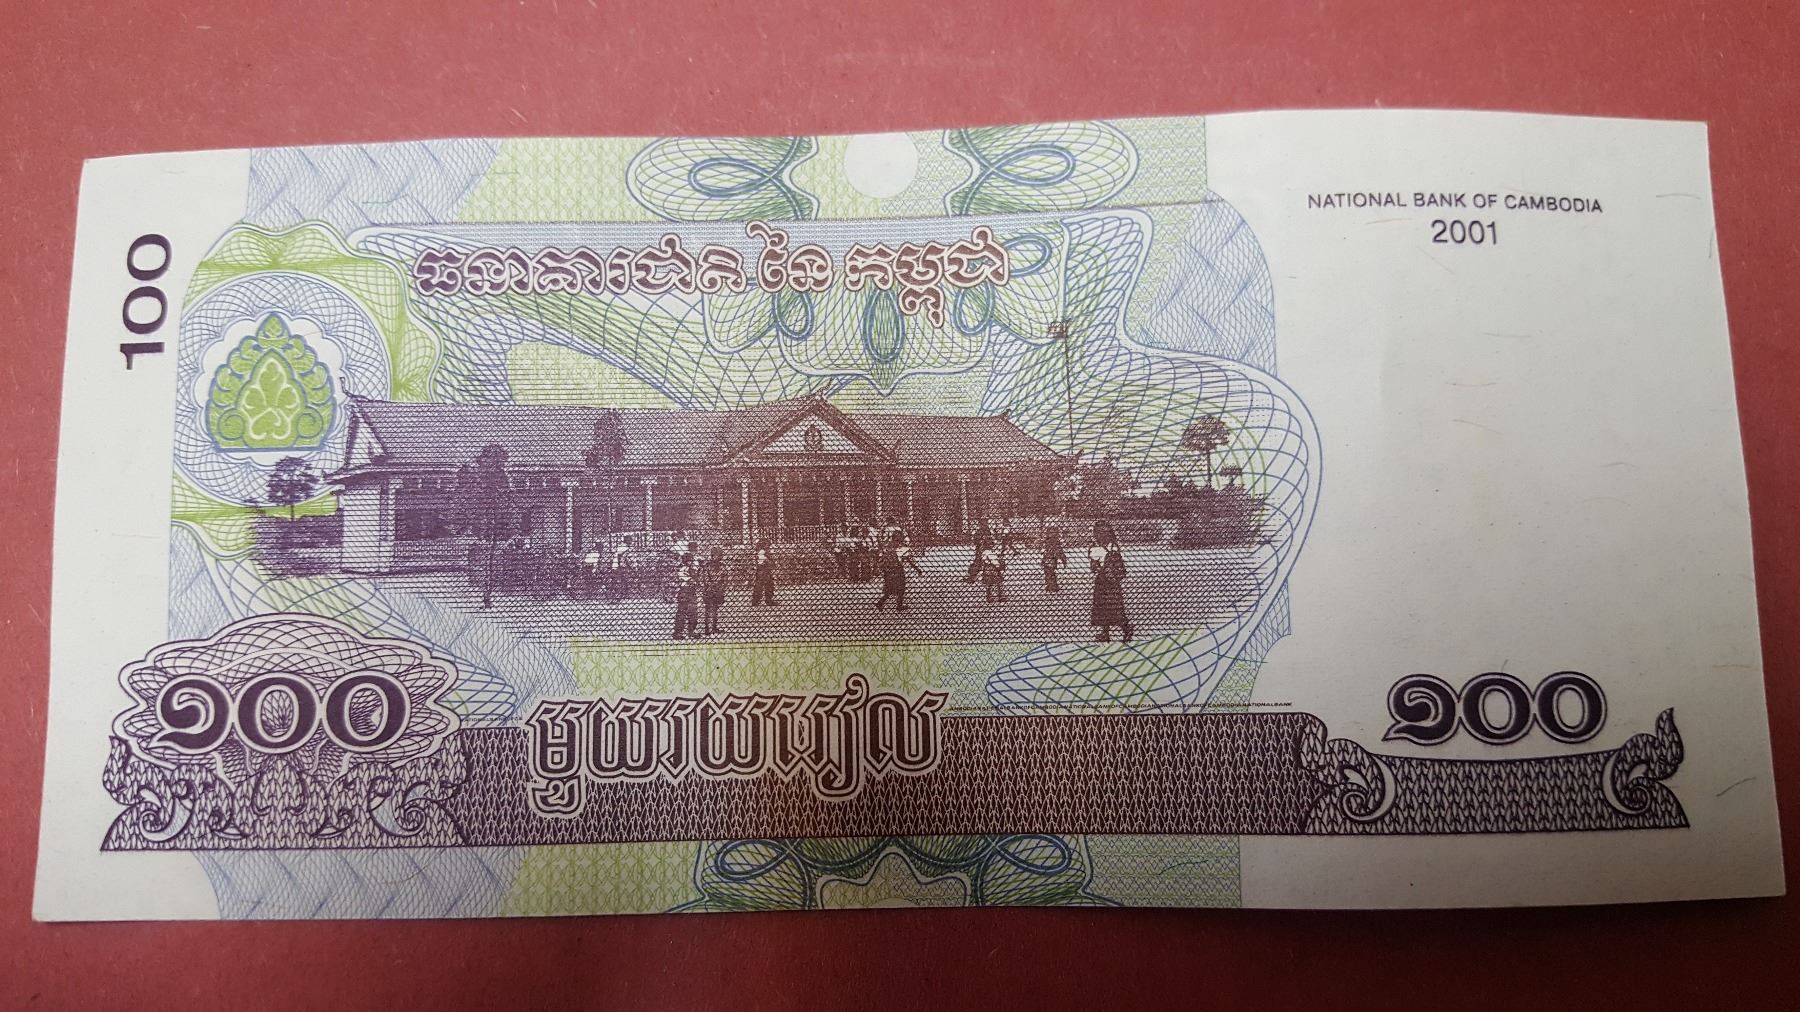 NATIONAL BANK OF CAMBODIA
2001
ធនាគារជាតិ នៃ កម្ពុជា
100
១០០
មួយរយរៀល
១០០